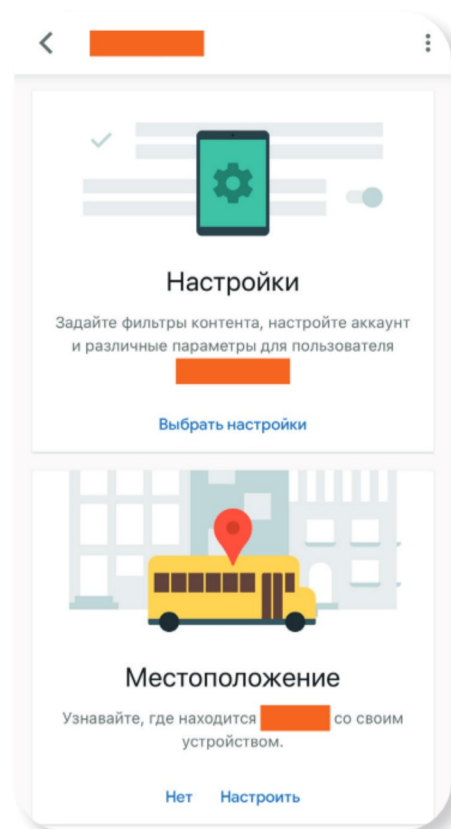 Настройки
Задайте фильтры контента, настройте аккаунт
и различные параметры для пользователя
Выбрать настройки
Местоположение
Узнавайте, где находится со своим
устройством.
Нет Настроить